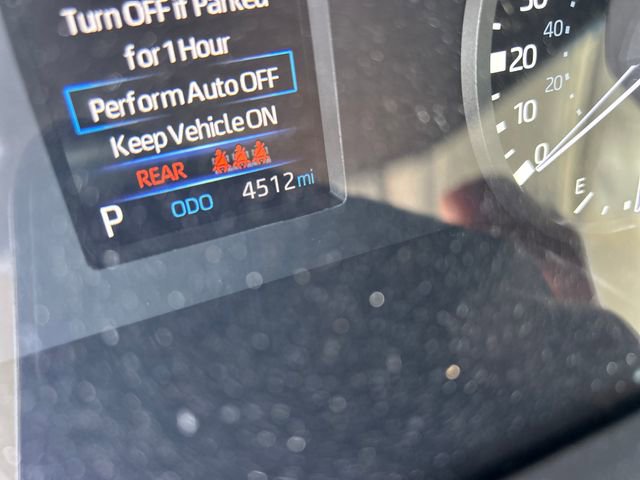 Turn OFF if Parked
for 1 Hour
Perform Auto OFF
Keep Vehicle ON
REAR
P ODO 4512 mi
20
40
20
10
0
E